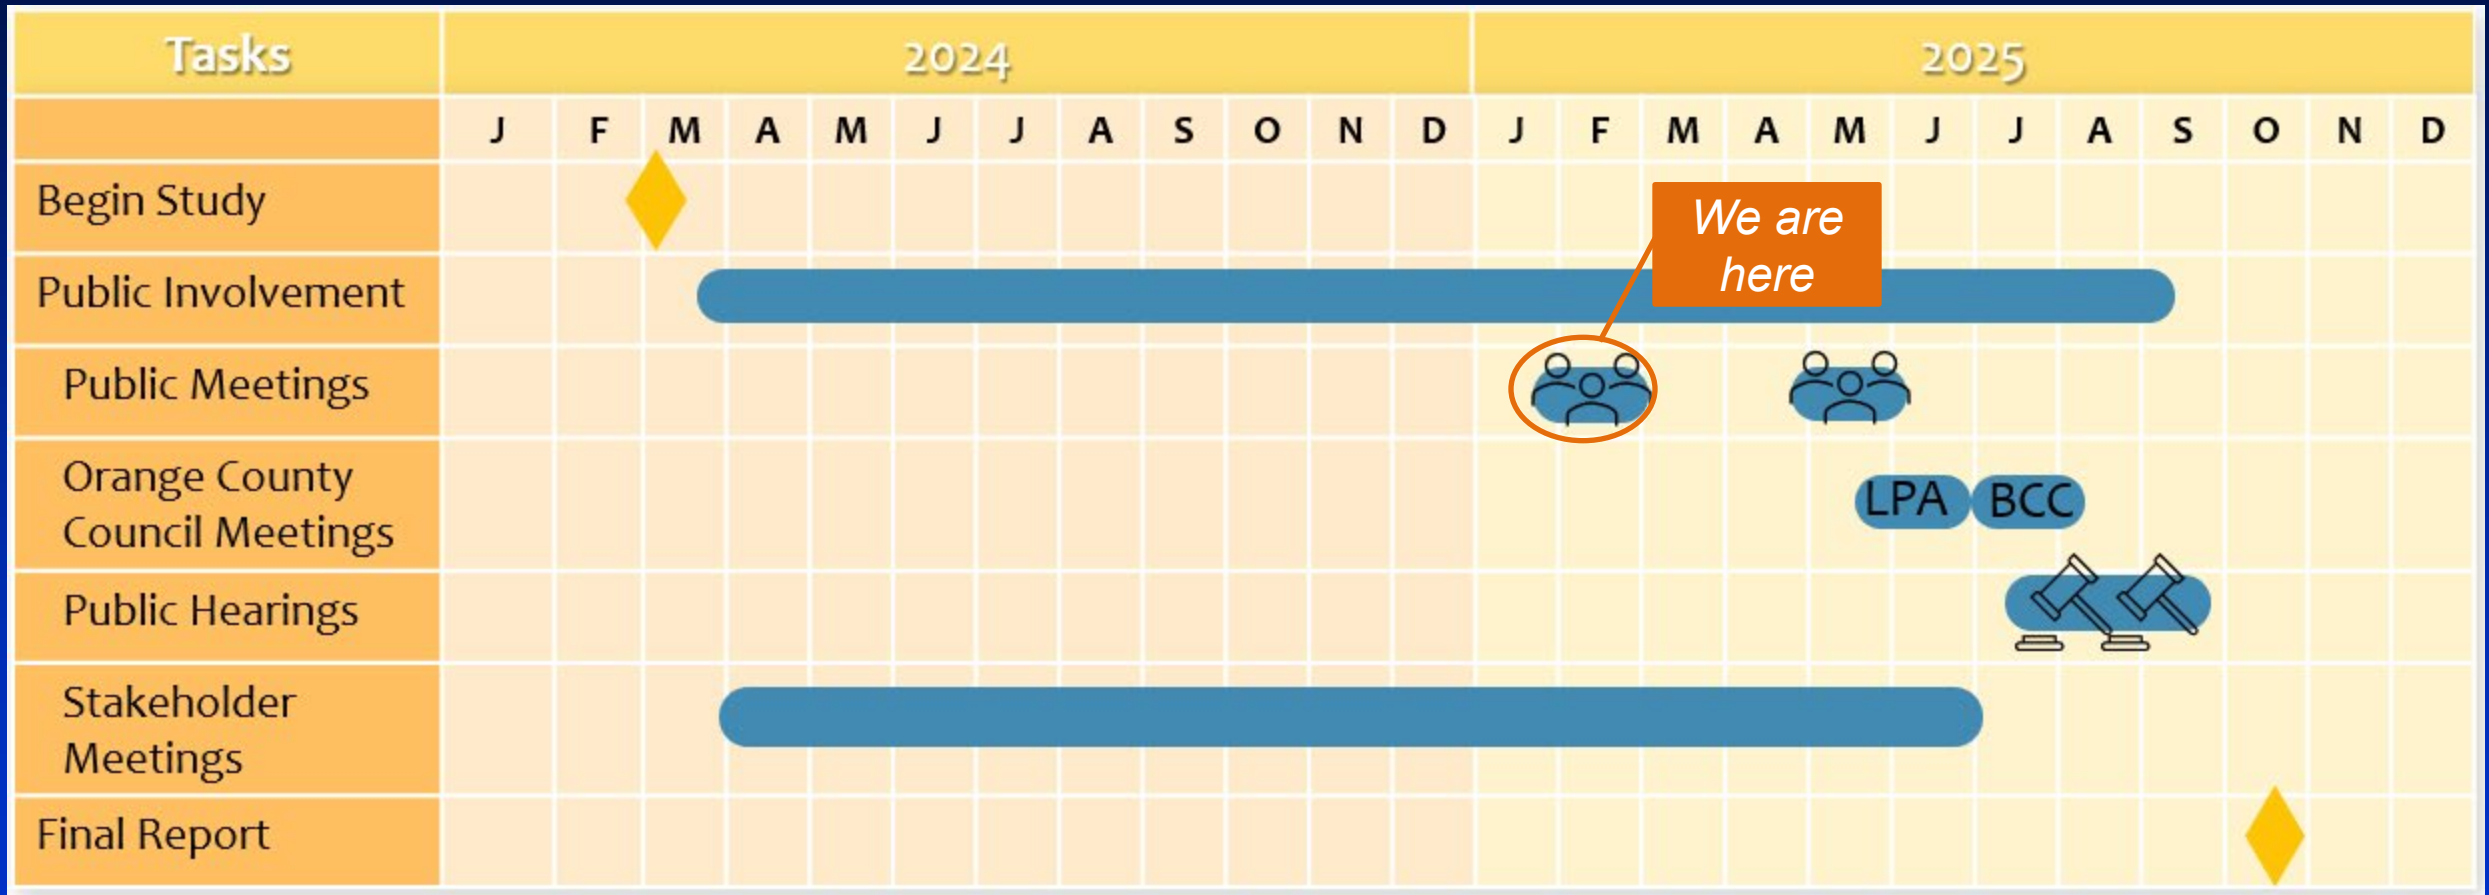 Tasks 2024 2025
J F M A M J J A S O N D J F M A M J J A S O N D
Begin Study
We are
here
Public Involvement
Public Meetings
Orange County
Council Meetings
LPA BCC
Public Hearings
Stakeholder
Meetings
Final Report